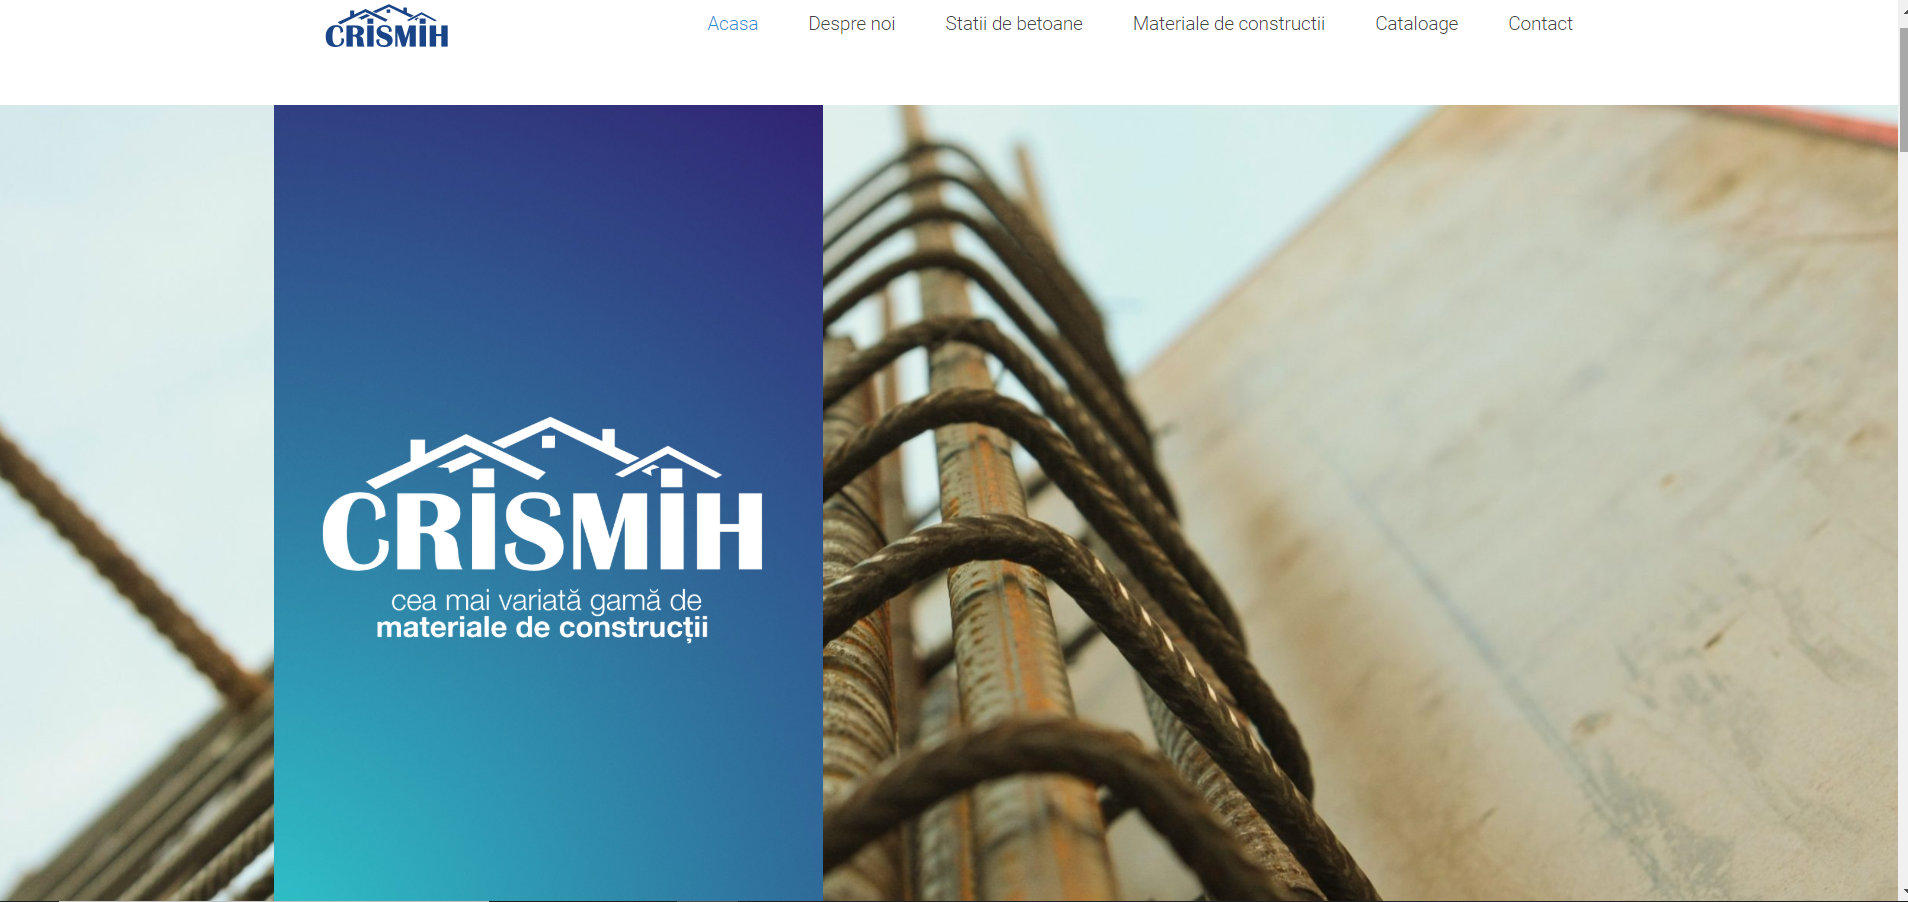 CRISMIH
Acasa
Despre noi
Statii de betoane
Materiale de constructii
Cataloage
Contact
CRISMIH
cea mai variată gamă de
materiale de construcții